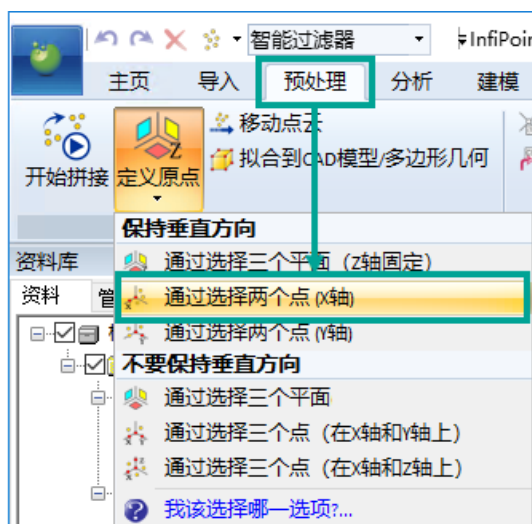 智能过滤器 InfiPoin
主页 导入 预处理 分析 建模
移动点云
拟合到CAD模型/多边形几何
开始拼接 定义原点
保持垂直方向
资料库
通过选择三个平面（Z轴固定）
资料 管
通过选择两个点(X轴)
通过选择两个点(Y轴)
不要保持垂直方向
通过选择三个平面
通过选择三个点（在X轴和Y轴上）
通过选择三个点（在X轴和Z轴上）
我该选择哪一选项?...